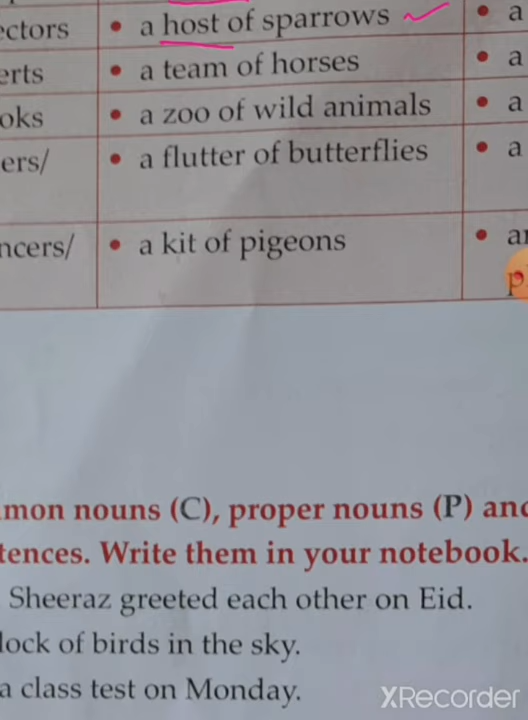 ectors • a host of sparrows • a
erts • a team of horses • a
oks • a zoo of wild animals • a
ers/ • a flutter of butterflies • a
ncers/ • a kit of pigeons •
mon nouns (C), proper nouns (P) and
tences. Write them in your notebook.
Sheeraz greeted each other on Eid.
lock of birds in the sky.
a class test on Monday.
XRecorder